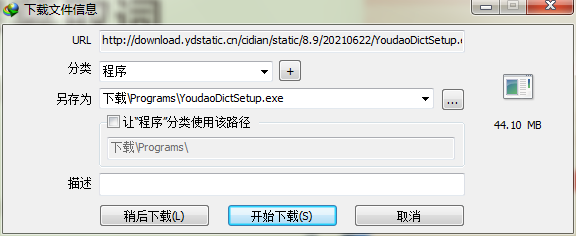 下载文件信息
URL http://download.ydstatic.cn/cidian/static/8.9/20210622/YoudaoDictSetup.e
分类 程序 +
另存为 下载\Programs\YoudaoDictSetup.exe ...
让"程序"分类使用该路径
44.10 MB
下载\Programs\
描述
稍后下载(L) 开始下载(S) 取消